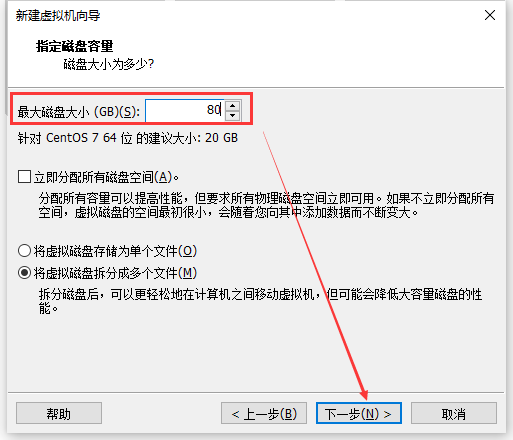 新建虚拟机向导
指定磁盘容量
磁盘大小为多少?
最大磁盘大小 (GB)(S): 80
针对 CentOS 7 64 位 的建议大小: 20 GB
立即分配所有磁盘空间(A)。
分配所有容量可以提高性能，但要求所有物理磁盘空间立即可用。如果不立即分配所有
空间，虚拟磁盘的空间最初很小，会随着您向其中添加数据而不断变大。
将虚拟磁盘存储为单个文件(O)
将虚拟磁盘拆分成多个文件(M)
拆分磁盘后，可以更轻松地在计算机之间移动虚拟机，但可能会降低大容量磁盘的性
能。
帮助 < 上一步(B) 下一步(N) > 取消